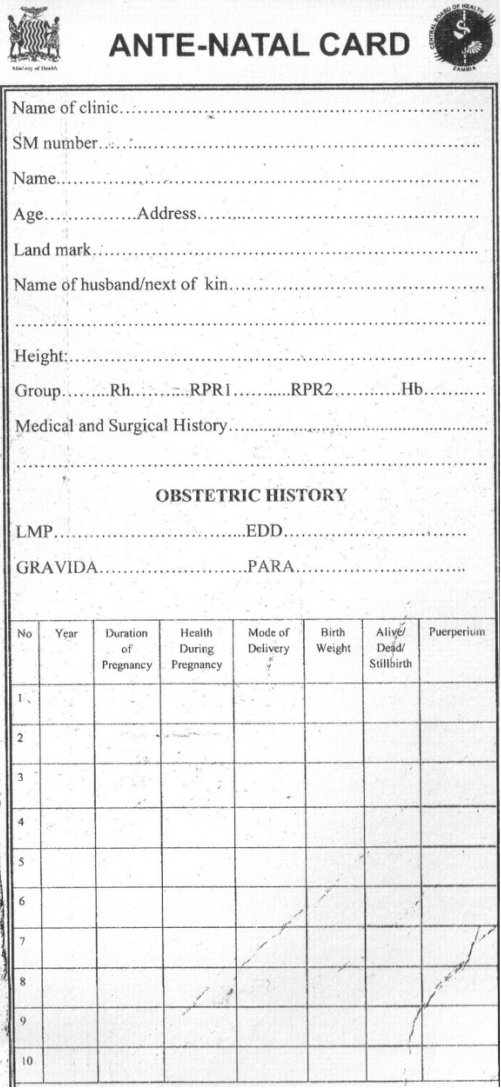 Ministry of Health
ANTE-NATAL CARD
CENTRAL BOARD OF HEALTH
ZAMBIA
Name of clinic
SM number
Name
Age Address
Land mark
Name of husband/next of kin
Height:
Group Rh RPR1 RPR2 Hb
Medical and Surgical History
OBSTETRIC HISTORY
LMP EDD
GRAVIDA PARA
No Year Duration of Pregnancy Health During Pregnancy Mode of Delivery Birth Weight Alive/ Dead/ Stillbirth Puerperium
1
2
3
4
5
6
7
8
9
10